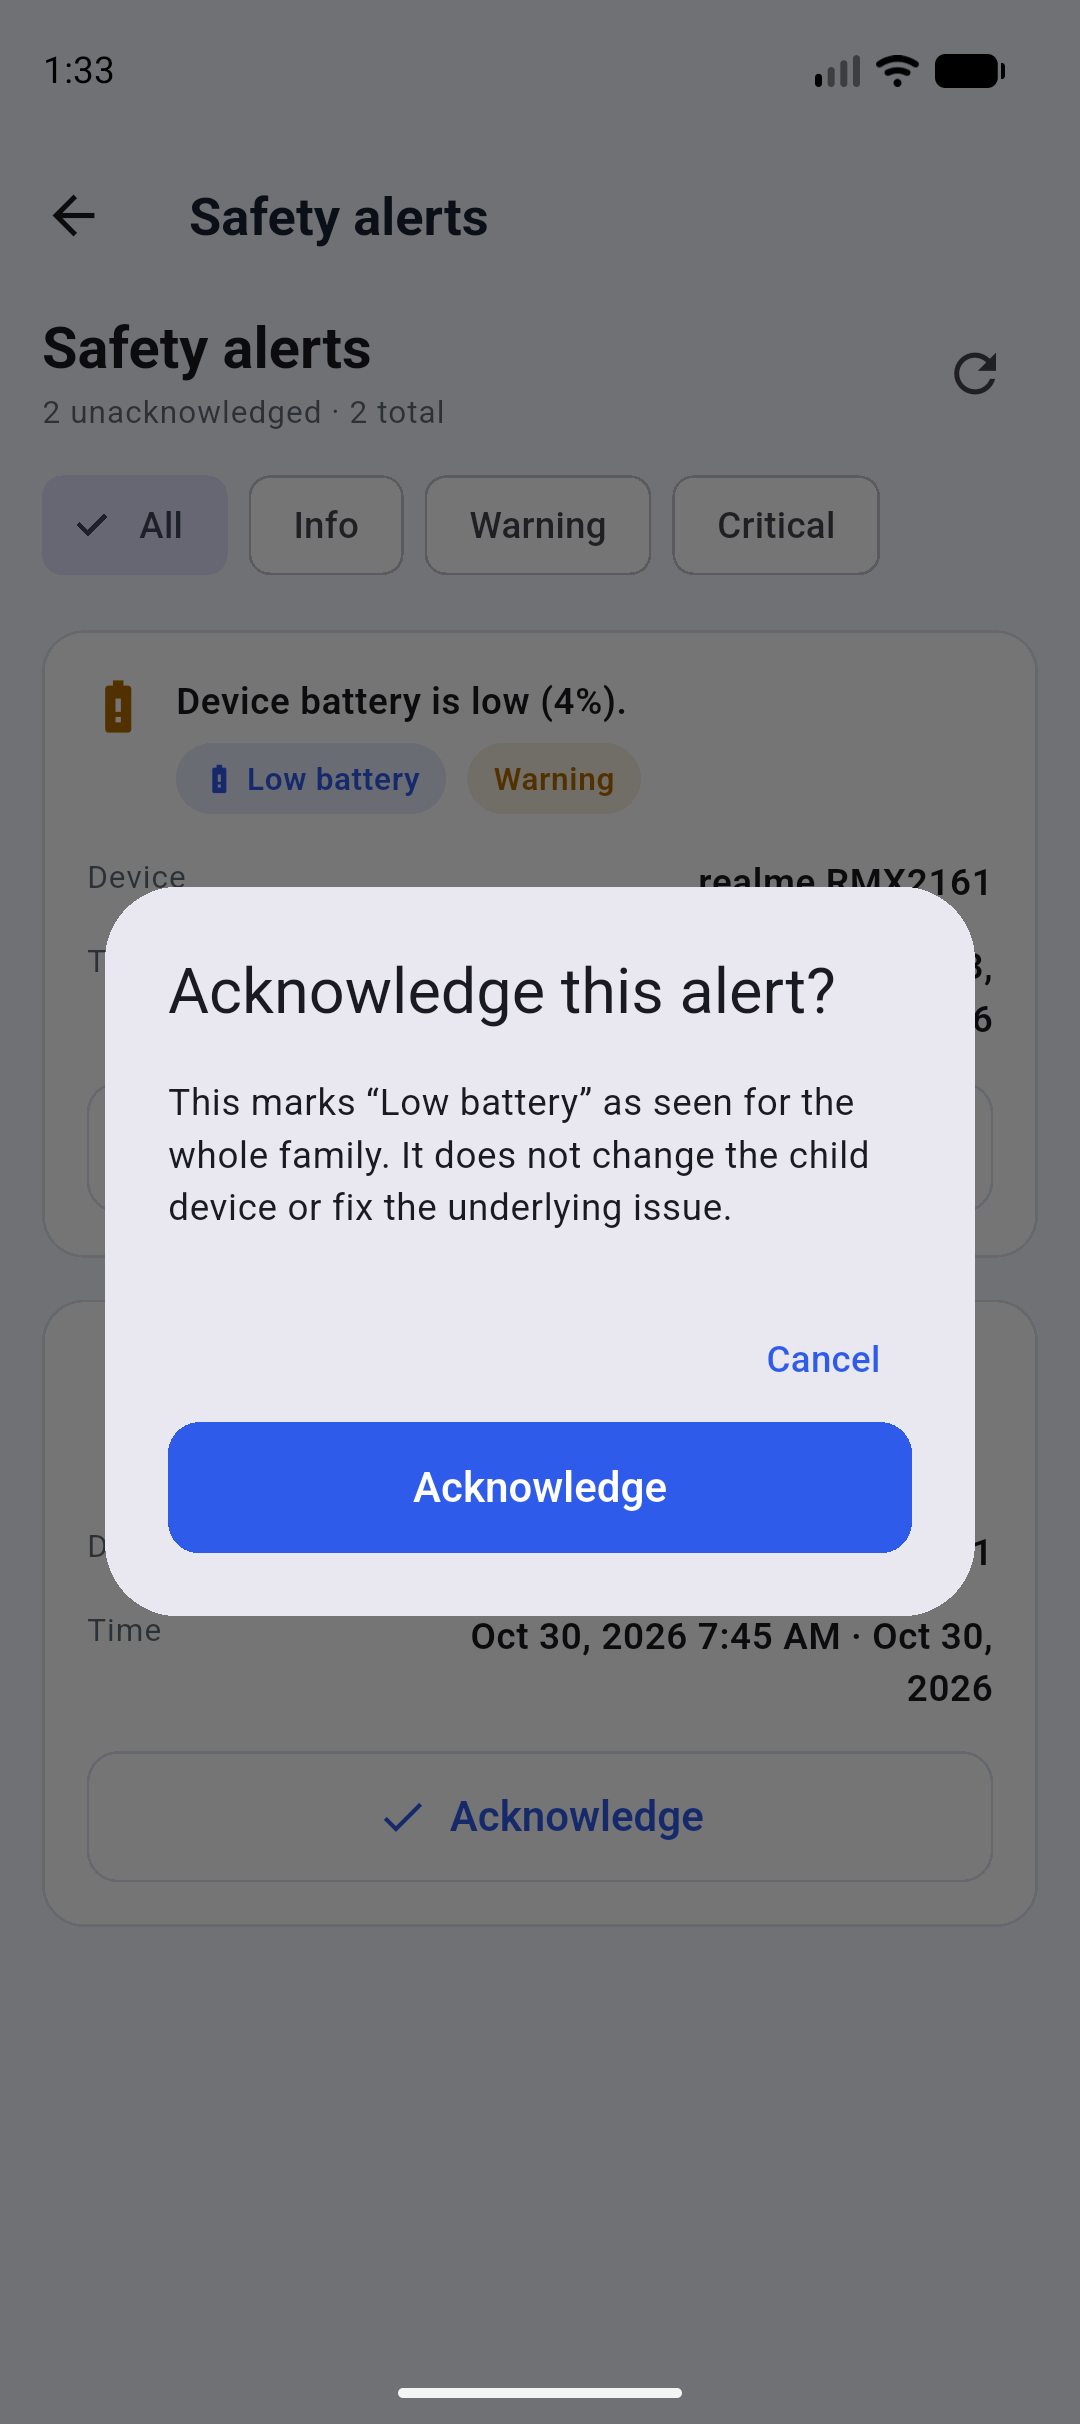 1:33
Safety alerts
Safety alerts
2 unacknowledged · 2 total
All
Info
Warning
Critical
Device battery is low (4%).
Low battery
Warning
Device
realme RMX2161
Acknowledge this alert?
This marks “Low battery” as seen for the
whole family. It does not change the child
device or fix the underlying issue.
Cancel
Acknowledge
Time
Oct 30, 2026 7:45 AM · Oct 30,
2026
Acknowledge